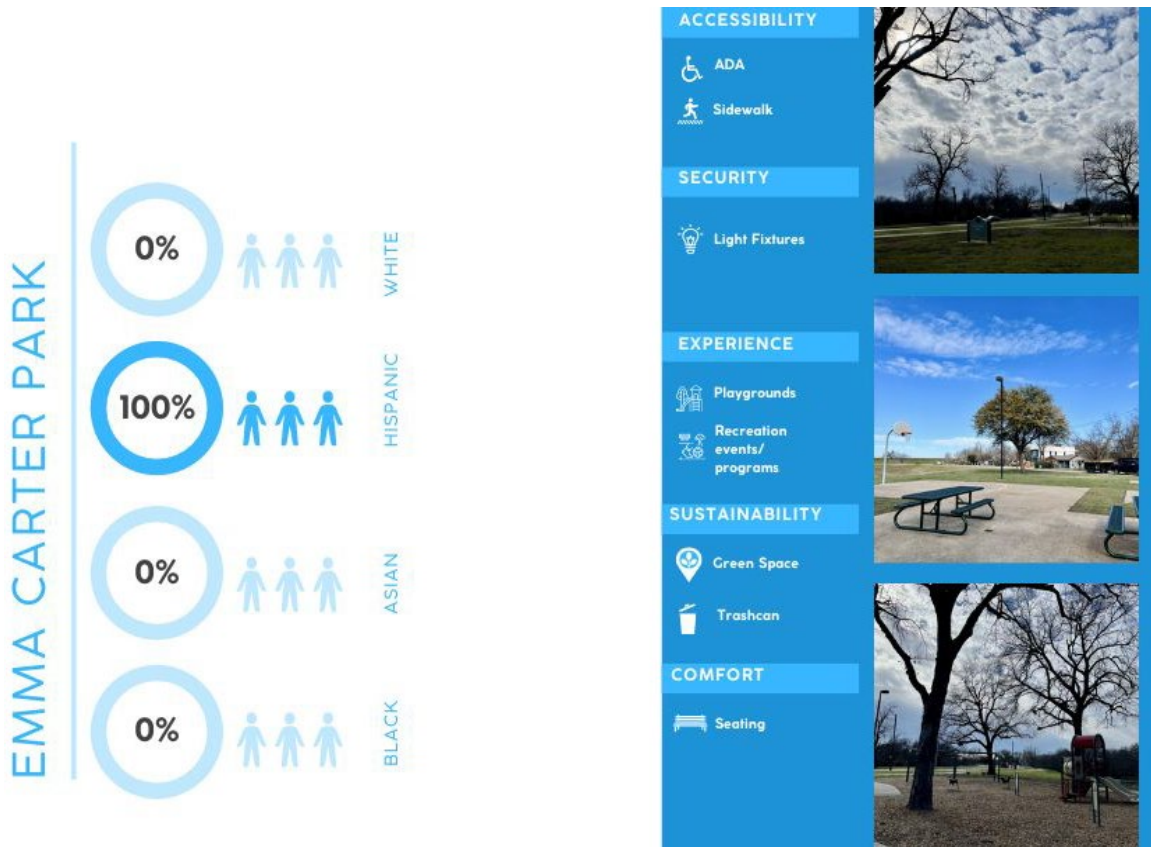 EMMA CARTER PARK
0%
WHITE
100%
HISPANIC
0%
ASIAN
0%
BLACK
ACCESSIBILITY
ADA
Sidewalk
SECURITY
Light Fixtures
EXPERIENCE
Playgrounds
Recreation
events/
programs
SUSTAINABILITY
Green Space
Trashcan
COMFORT
Seating